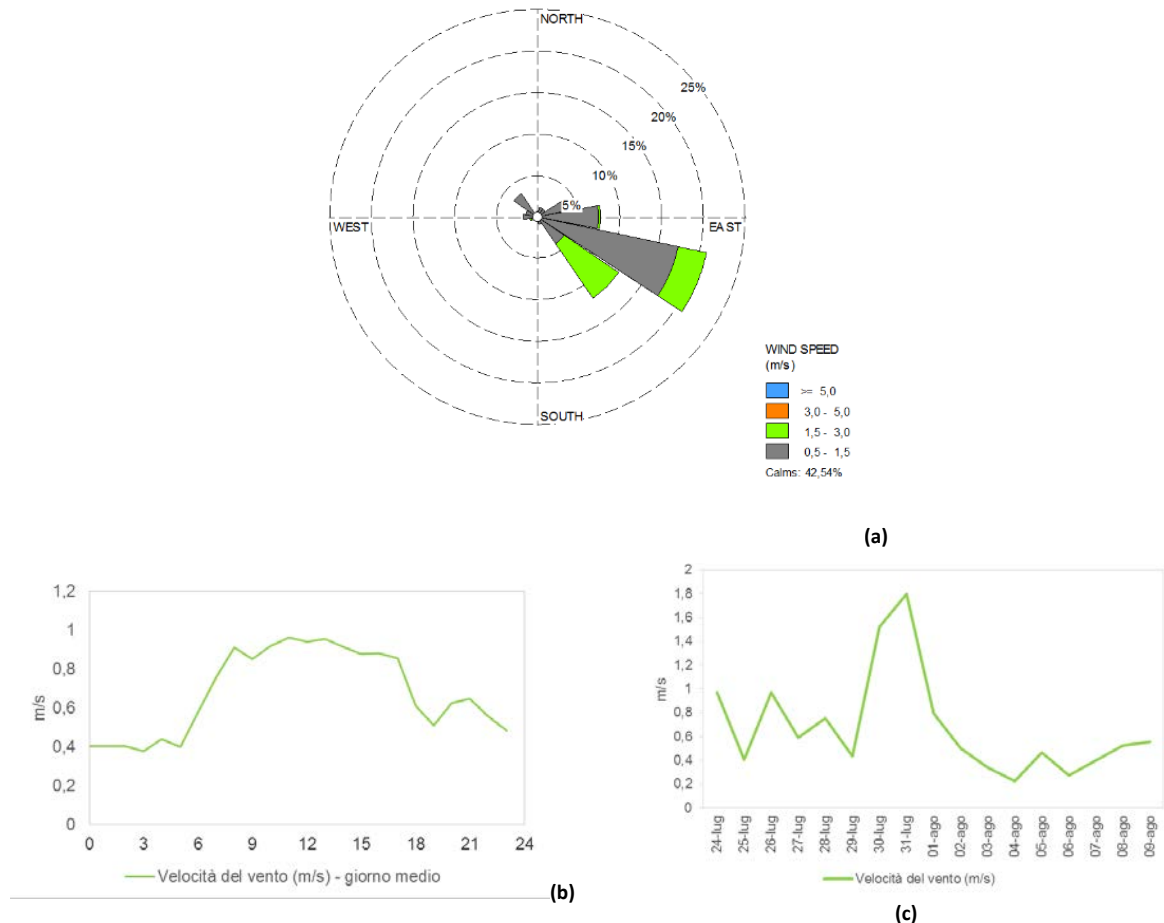 NORTH
25%
20%
15%
10%
5%
WEST
EAST
SOUTH
WIND SPEED
(m/s)
>= 5,0
3,0 - 5,0
1,5 - 3,0
0,5 - 1,5
Calms: 42,54%
(a)
1,2
1
0,8
0,6
0,4
0,2
0
m/s
0 3 6 9 12 15 18 21 24
Velocità del vento (m/s) - giorno medio
(b)
2
1,8
1,6
1,4
1,2
1
0,8
0,6
0,4
0,2
0
m/s
24-lug
25-lug
26-lug
27-lug
28-lug
29-lug
30-lug
31-lug
01-ago
02-ago
03-ago
04-ago
05-ago
06-ago
07-ago
08-ago
09-ago
Velocità del vento (m/s)
(c)